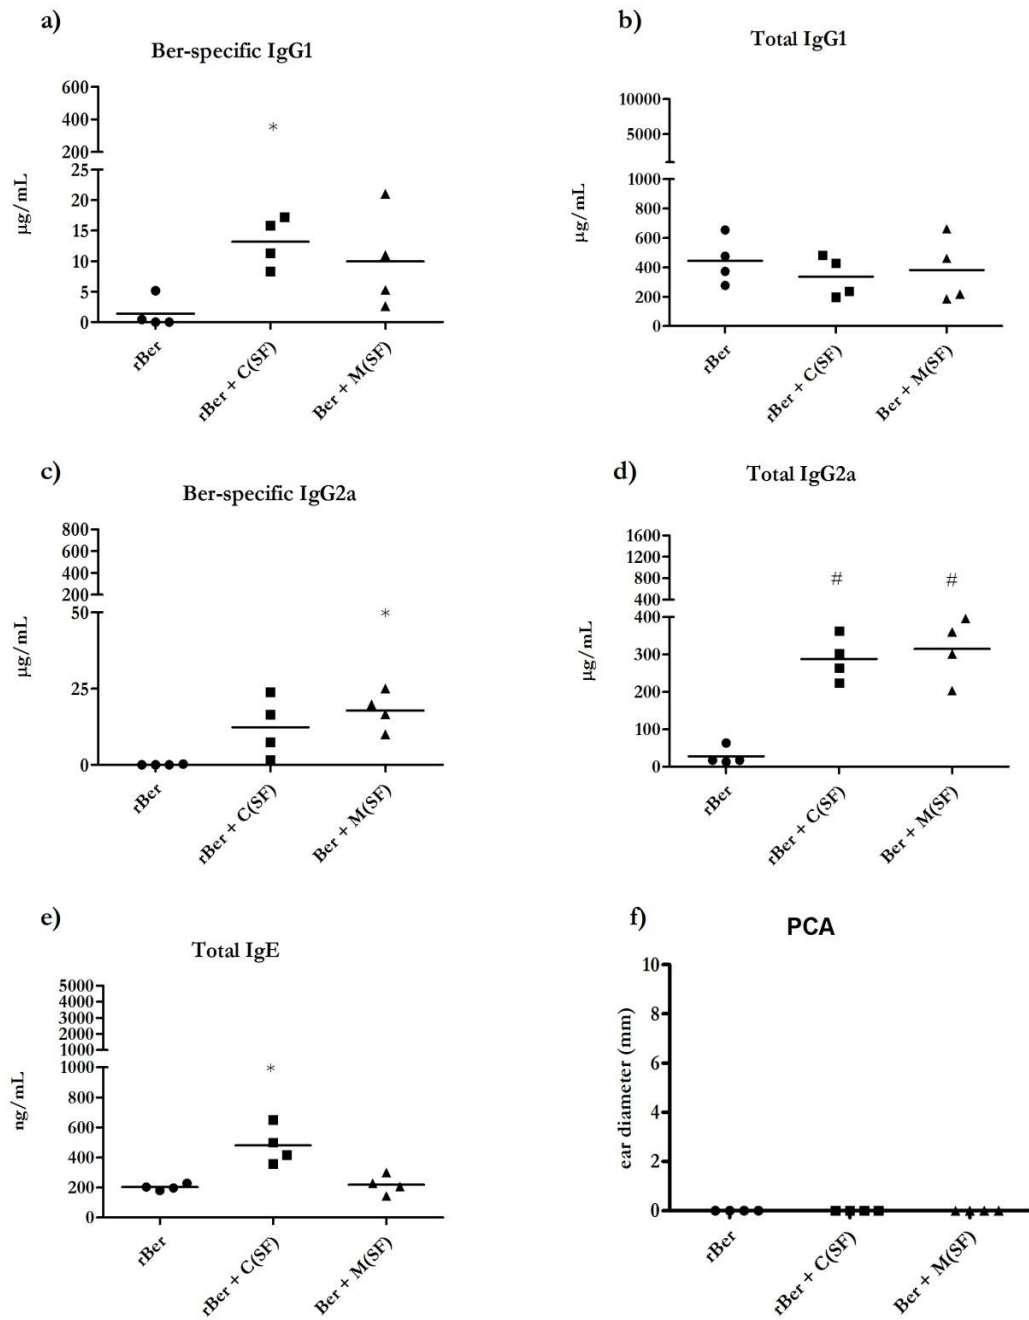 a)
Ber-specific IgG1
600
400
200
25
20
15
10
5
0
µg/mL
*
rBer
rBer + C(SF)
Ber + M(SF)
b)
Total IgG1
10000
5000
1000
800
600
400
200
0
µg/mL
rBer
rBer + C(SF)
Ber + M(SF)
c)
Ber-specific IgG2a
800
600
400
200
50
25
0
µg/mL
*
rBer
rBer + C(SF)
Ber + M(SF)
d)
Total IgG2a
1600
1200
800
400
400
300
200
100
0
µg/mL
#
#
rBer
rBer + C(SF)
Ber + M(SF)
e)
Total IgE
5000
4000
3000
2000
1000
1000
800
600
400
200
0
ng/mL
*
rBer
rBer + C(SF)
Ber + M(SF)
f)
PCA
10
8
6
4
2
0
ear diameter (mm)
rBer
rBer + C(SF)
Ber + M(SF)